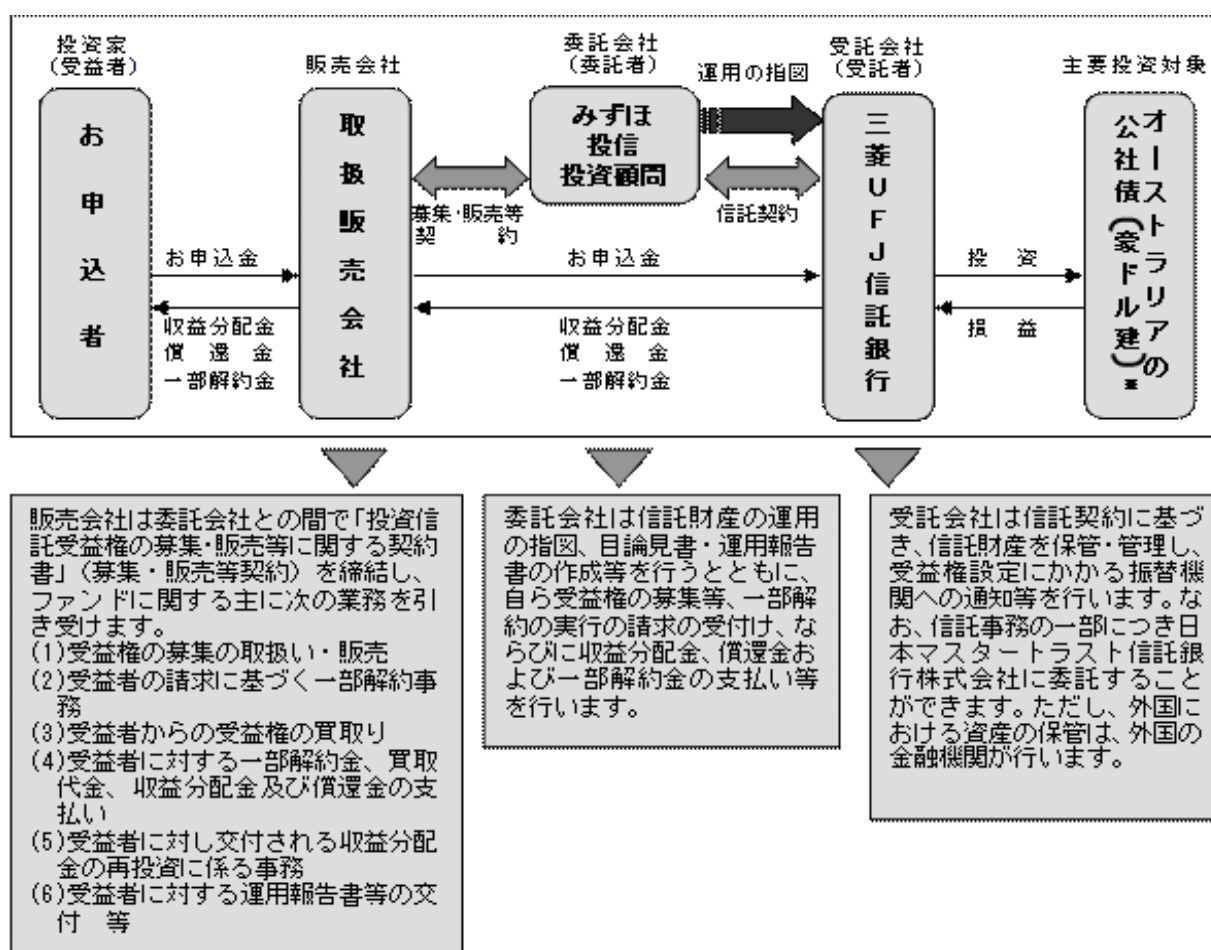 投資家
(受益者)
販売会社
委託会社
(委託者)
運用の指図
受託会社
(受託者)
主要投資対象
お申込者
取扱販売会社
みずほ
投信
投資顧問
三菱UFJ信託銀行
オーストラリアの
公社債(豪ドル建)
募集・販売等
契約
信託契約
お申込金
お申込金
投資
収益分配金
償還金
一部解約金
収益分配金
償還金
一部解約金
損益
販売会社は委託会社との間で「投資信
託受益権の募集・販売等に関する契約
書」(募集・販売等契約)を締結し、
ファンドに関する主に次の業務を引
き受けます。
(1)受益権の募集の取扱い・販売
(2)受益者の請求に基づく一部解約事
務
(3)受益者からの受益権の買取り
(4)受益者に対する一部解約金、買取
代金、収益分配金及び償還金の支
払い
(5)受益者に対し交付される収益分配
金の再投資に係る事務
(6)受益者に対する運用報告書等の交
付 等
委託会社は信託財産の運用
の指図、目論見書・運用報告
書の作成等を行うとともに、
自ら受益権の募集等、一部解
約の実行の請求の受付け、な
らびに収益分配金、償還金お
よび一部解約金の支払い等
を行います。
受託会社は信託契約に基づ
き、信託財産を保管・管理し、
受益権設定にかかる振替機
関への通知等を行います。な
お、信託事務の一部につき日
本マスタートラスト信託銀
行株式会社に委託すること
ができます。ただし、外国に
おける資産の保管は、外国の
金融機関が行います。